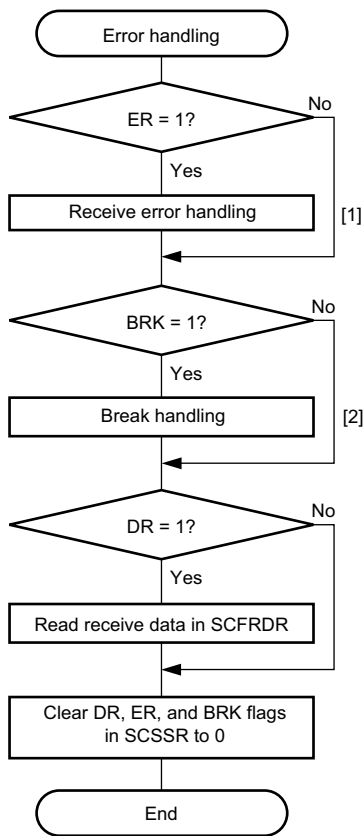 Error handling
ER = 1?
No
Yes
Receive error handling
[1]
BRK = 1?
No
Yes
Break handling
[2]
DR = 1?
No
Yes
Read receive data in SCFRDR
Clear DR, ER, and BRK flags
in SCSSR to 0
End